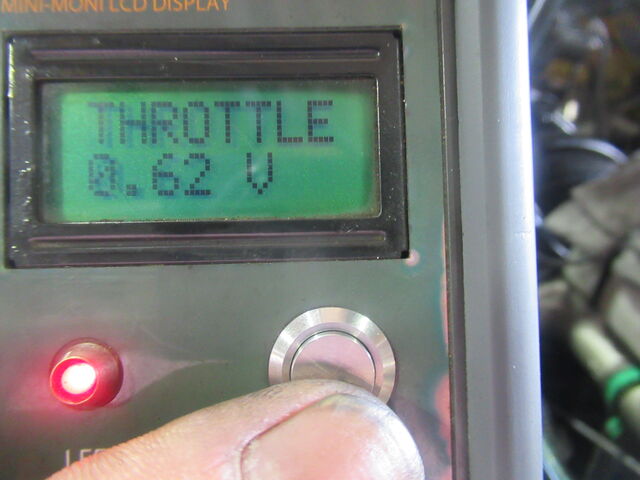 MINI-MONI LCD DISPLAY
THROTTLE
0.62 V